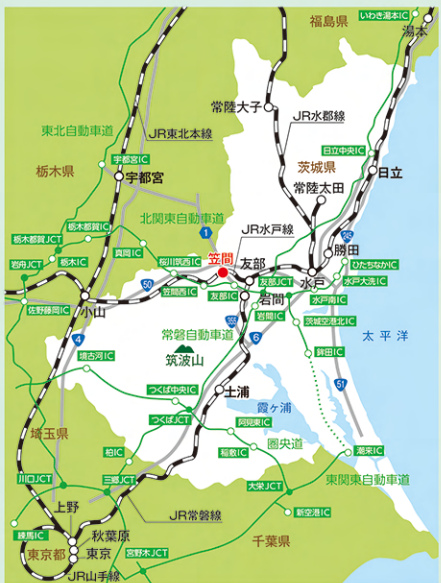 福島県
いわき湯本IC
湯本
常陸大子
JR水郡線
東北自動車道
JR東北本線
日立中央IC
茨城県
栃木県
宇都宮IC
宇都宮
常陸太田
日立
北関東自動車道
JR水戸線
栃木都賀IC
栃木都賀JCT
真岡IC
1
245
勝田
笠間
ひたちなかIC
岩舟JCT
栃木IC
桜川筑西IC
友部
友部JCT
水戸
水戸大洗IC
佐野藤岡IC
小山
50
笠間西IC
友部IC
岩間
水戸南IC
岩間IC
茨城空港北IC
355
常磐自動車道
6
太平洋
4
筑波山
鉾田IC
境古河IC
51
つくば中央IC
土浦
霞ヶ浦
つくばJCT
阿見東IC
埼玉県
圏央道
柏IC
稲敷IC
潮来IC
川口JCT
三郷JCT
大栄JCT
東関東自動車道
JR常磐線
新空港IC
上野
練馬IC
秋葉原
千葉県
東京都
東京
宮野木JCT
JR山手線